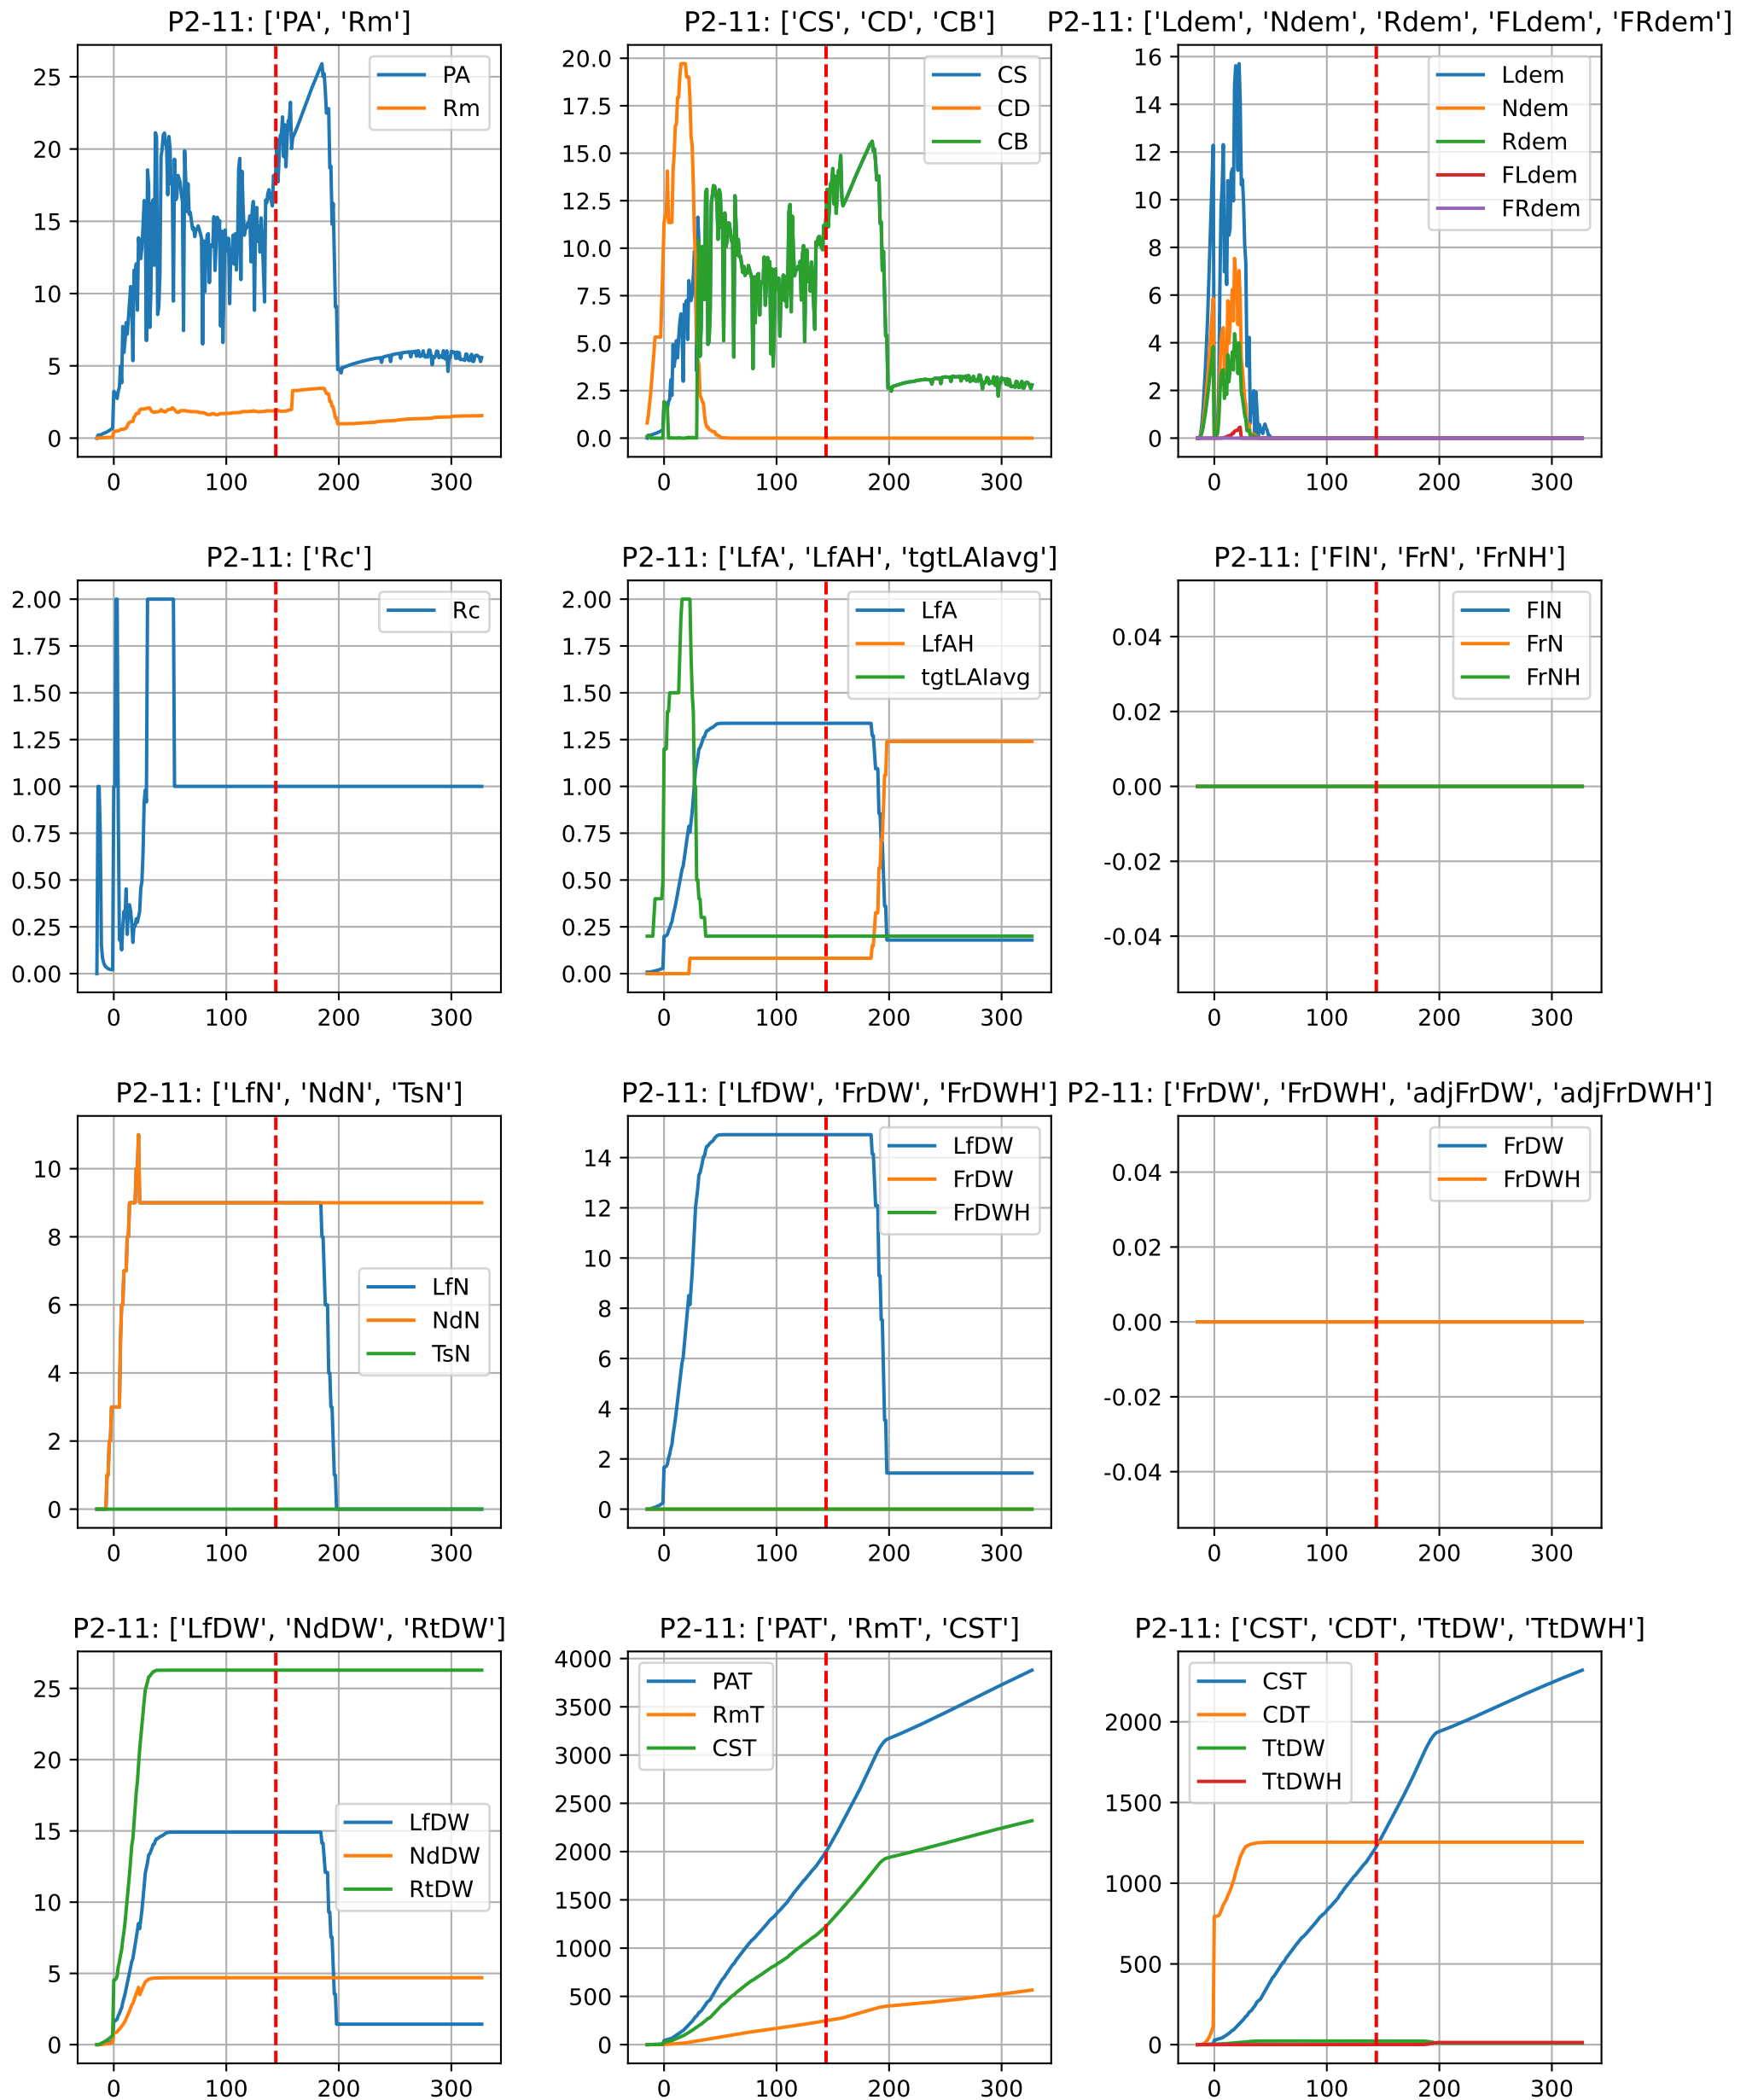 P2-11: ['PA', 'Rm']
25
20
15
10
5
0
0 100 200 300
PA
Rm
P2-11: ['CS', 'CD', 'CB']
20.0
17.5
15.0
12.5
10.0
7.5
5.0
2.5
0.0
0 100 200 300
CS
CD
CB
P2-11: ['Ldem', 'Ndem', 'Rdem', 'FLdem', 'FRdem']
16
14
12
10
8
6
4
2
0
0 100 200 300
Ldem
Ndem
Rdem
FLdem
FRdem
P2-11: ['Rc']
2.00
1.75
1.50
1.25
1.00
0.75
0.50
0.25
0.00
0 100 200 300
Rc
P2-11: ['LfA', 'LfAH', 'tgtLAIavg']
2.00
1.75
1.50
1.25
1.00
0.75
0.50
0.25
0.00
0 100 200 300
LfA
LfAH
tgtLAIavg
P2-11: ['FlN', 'FrN', 'FrNH']
0.04
0.02
0.00
-0.02
-0.04
0 100 200 300
FlN
FrN
FrNH
P2-11: ['LfN', 'NdN', 'TsN']
10
8
6
4
2
0
0 100 200 300
LfN
NdN
TsN
P2-11: ['LfDW', 'FrDW', 'FrDWH']
14
12
10
8
6
4
2
0
0 100 200 300
LfDW
FrDW
FrDWH
P2-11: ['FrDW', 'FrDWH', 'adjFrDW', 'adjFrDWH']
0.04
0.02
0.00
-0.02
-0.04
0 100 200 300
FrDW
FrDWH
P2-11: ['LfDW', 'NdDW', 'RtDW']
25
20
15
10
5
0
0 100 200 300
LfDW
NdDW
RtDW
P2-11: ['PAT', 'RmT', 'CST']
4000
3500
3000
2500
2000
1500
1000
500
0
0 100 200 300
PAT
RmT
CST
P2-11: ['CST', 'CDT', 'TtDW', 'TtDWH']
2000
1500
1000
500
0
0 100 200 300
CST
CDT
TtDW
TtDWH